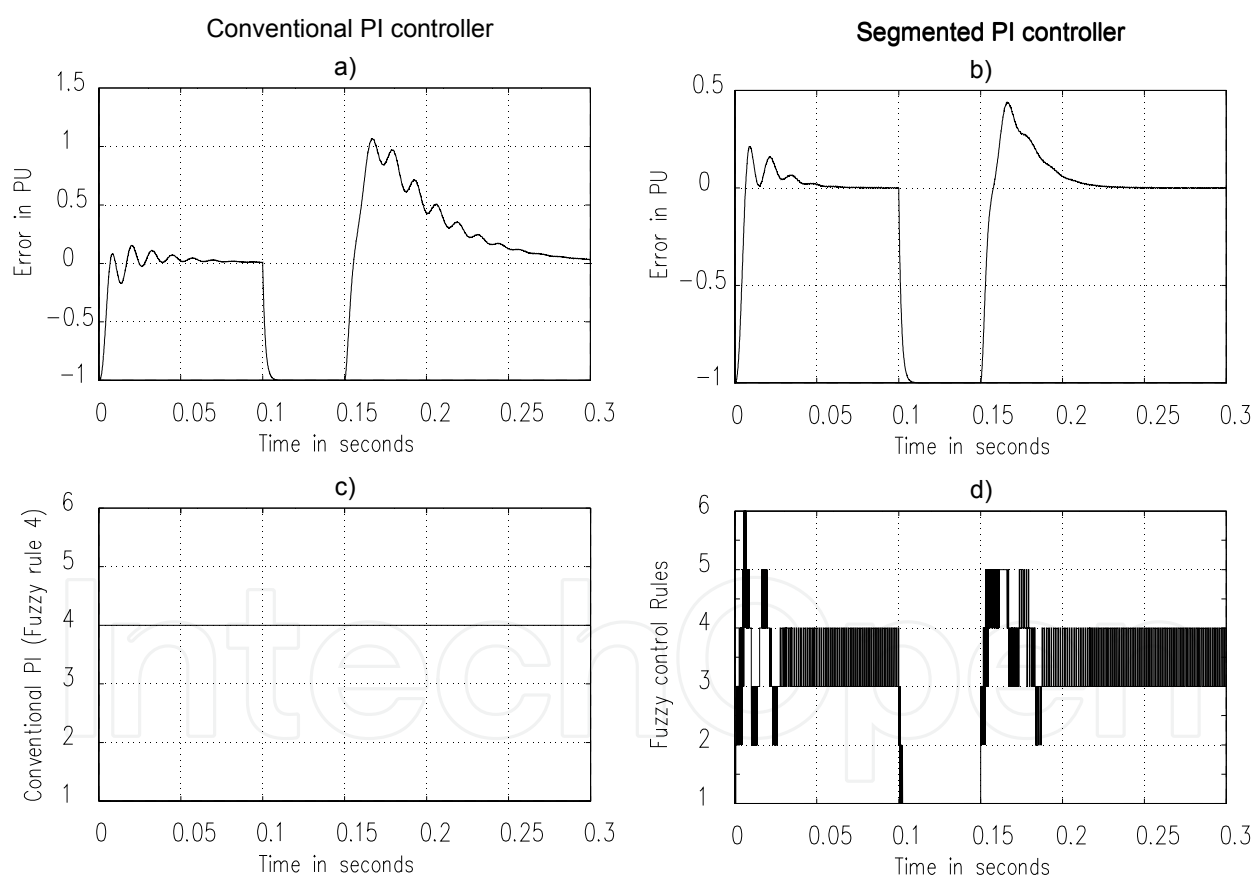 Conventional PI controller
Segmented PI controller
a)
1.5
1
0.5
0
−0.5
−1
Error in PU
0 0.05 0.1 0.15 0.2 0.25 0.3
Time in seconds
b)
0.5
0
−0.5
−1
Error in PU
0 0.05 0.1 0.15 0.2 0.25 0.3
Time in seconds
c)
6
5
4
3
2
1
Conventional PI (Fuzzy rule 4)
0 0.05 0.1 0.15 0.2 0.25 0.3
Time in seconds
d)
6
5
4
3
2
1
Fuzzy control Rules
0 0.05 0.1 0.15 0.2 0.25 0.3
Time in seconds
IntechOpen